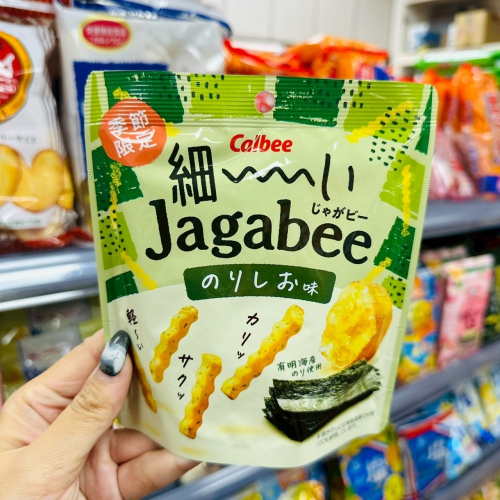 季節
限定
Calbee
細〜〜〜い
じゃがビー
Jagabee
のりしお味
軽〜い
サクッ
カリッ
有明海産
のり使用